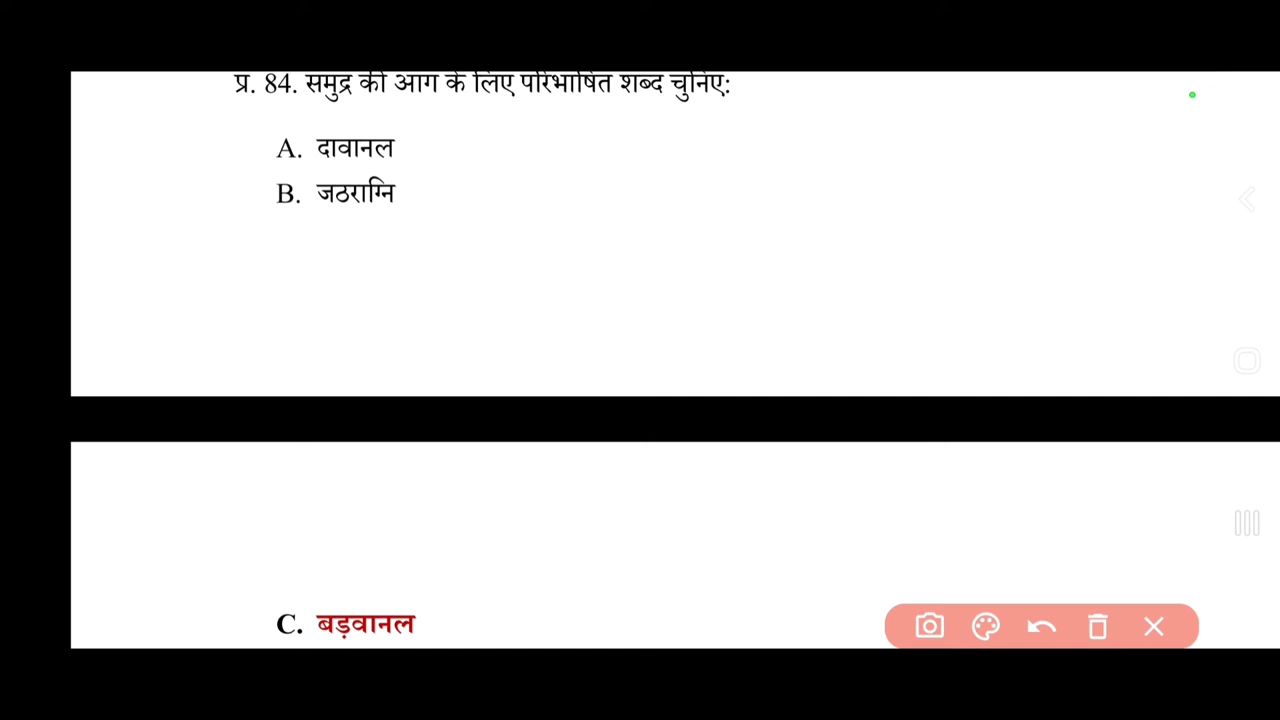 प्र. 84. समुद्र की आग के लिए परिभाषित शब्द चुनिए:
A. दावानल
B. जठराग्नि
C. बड़वानल